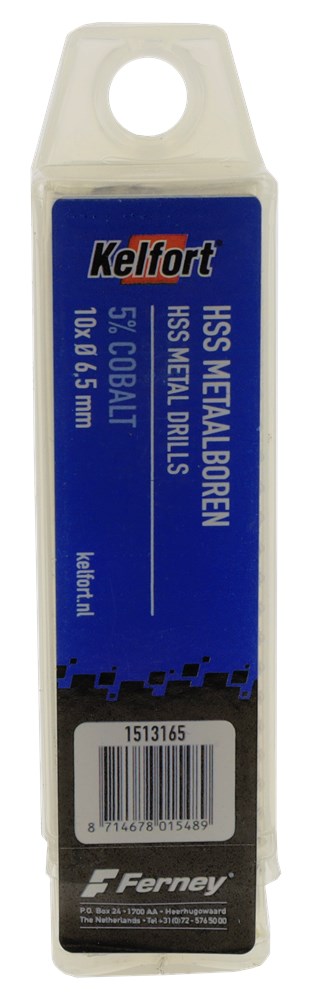 Kelfort
HSS METAALBOREN
HSS METAL DRILLS
5% COBALT
10x Ø 6,5 mm
kelfort.nl
1513165
8 714678 015489
Ferney
P.O. Box 24 • 1700 AA • Heerhugowaard
The Netherlands • Tel +31(0)72 - 576 50 00